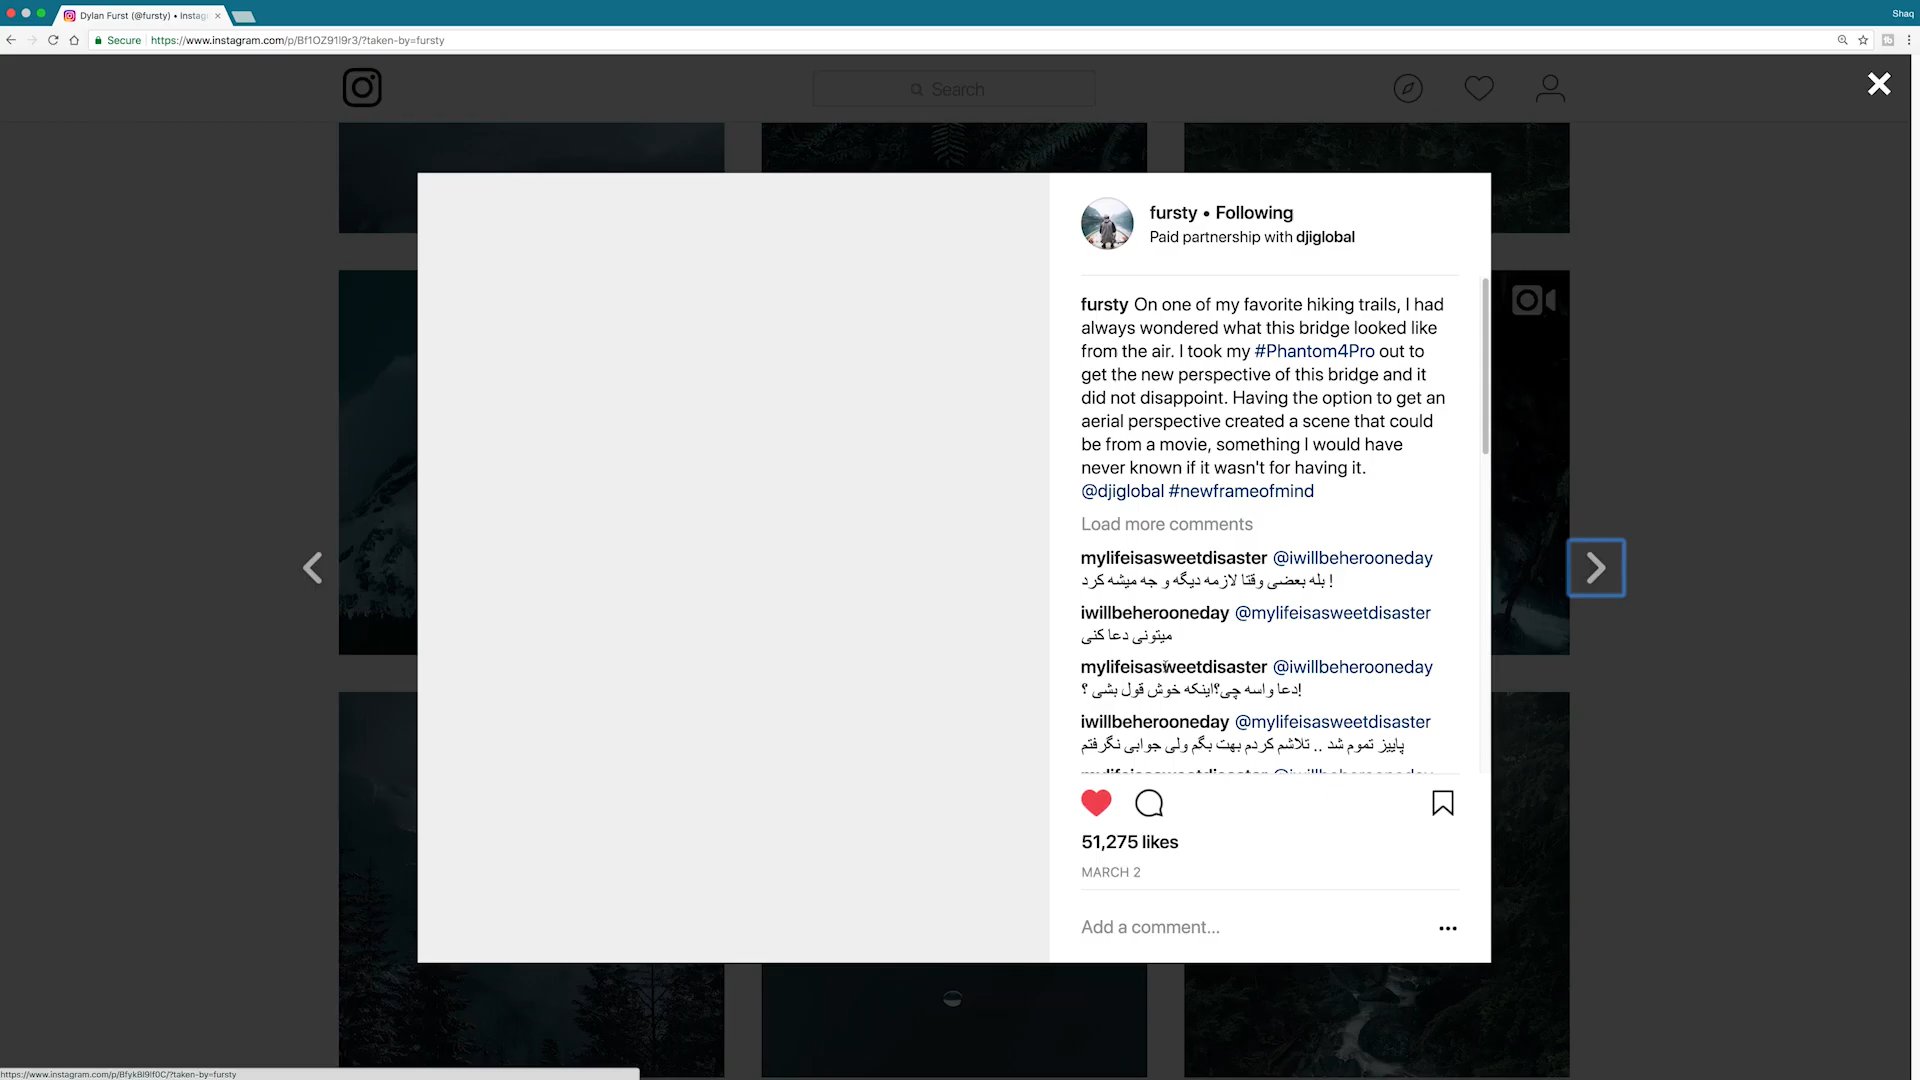 Dylan Furst (@fursty) • Instag
Shaq
Secure
https://www.instagram.com/p/Bf1OZ91l9r3/?taken-by=fursty
Search
fursty • Following
Paid partnership with djiglobal
fursty On one of my favorite hiking trails, I had
always wondered what this bridge looked like
from the air. I took my #Phantom4Pro out to
get the new perspective of this bridge and it
did not disappoint. Having the option to get an
aerial perspective created a scene that could
be from a movie, something I would have
never known if it wasn't for having it.
@djiglobal #newframeofmind
Load more comments
mylifeisasweetdisaster @iwillbeherooneday
بله بعضی وقتا لازمه دیگه و جه میشه کرد !
iwillbeherooneday @mylifeisasweetdisaster
میتونی دعا کنی
mylifeisasweetdisaster @iwillbeherooneday
دعا واسه چی؟اینکه خوش قول بشی ؟!
iwillbeherooneday @mylifeisasweetdisaster
پاییز تموم شد .. تلاشم کردم بهت بگم ولی جوابی نگرفتم
mylifeisasweetdisaster @iwillbeherooneday
51,275 likes
MARCH 2
Add a comment...
https://www.instagram.com/p/BfykBl9lf0C/?taken-by=fursty